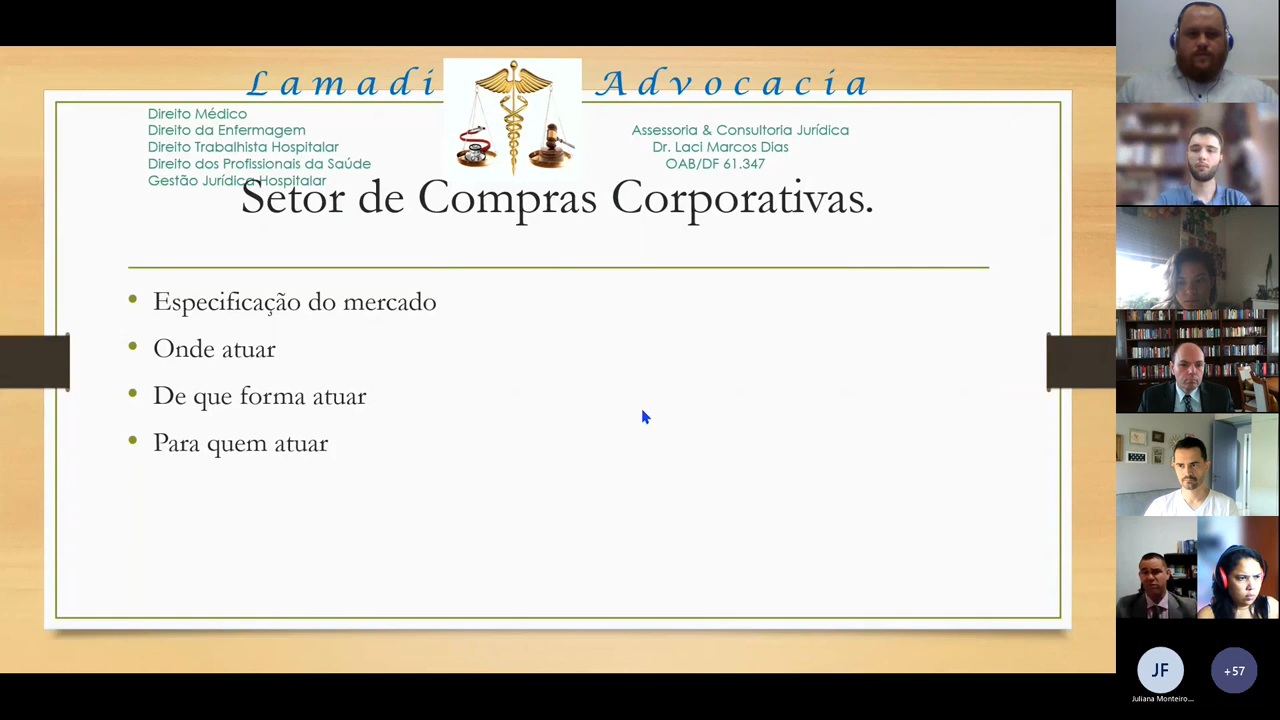 Lamadi Advocacia
Direito Médico
Direito da Enfermagem
Direito Trabalhista Hospitalar
Direito dos Profissionais da Saúde
Gestão Jurídica Hospitalar
Assessoria & Consultoria Jurídica
Dr. Laci Marcos Dias
OAB/DF 61.347
Setor de Compras Corporativas.
• Especificação do mercado
• Onde atuar
• De que forma atuar
• Para quem atuar
JF
+57
Juliana Monteiro...